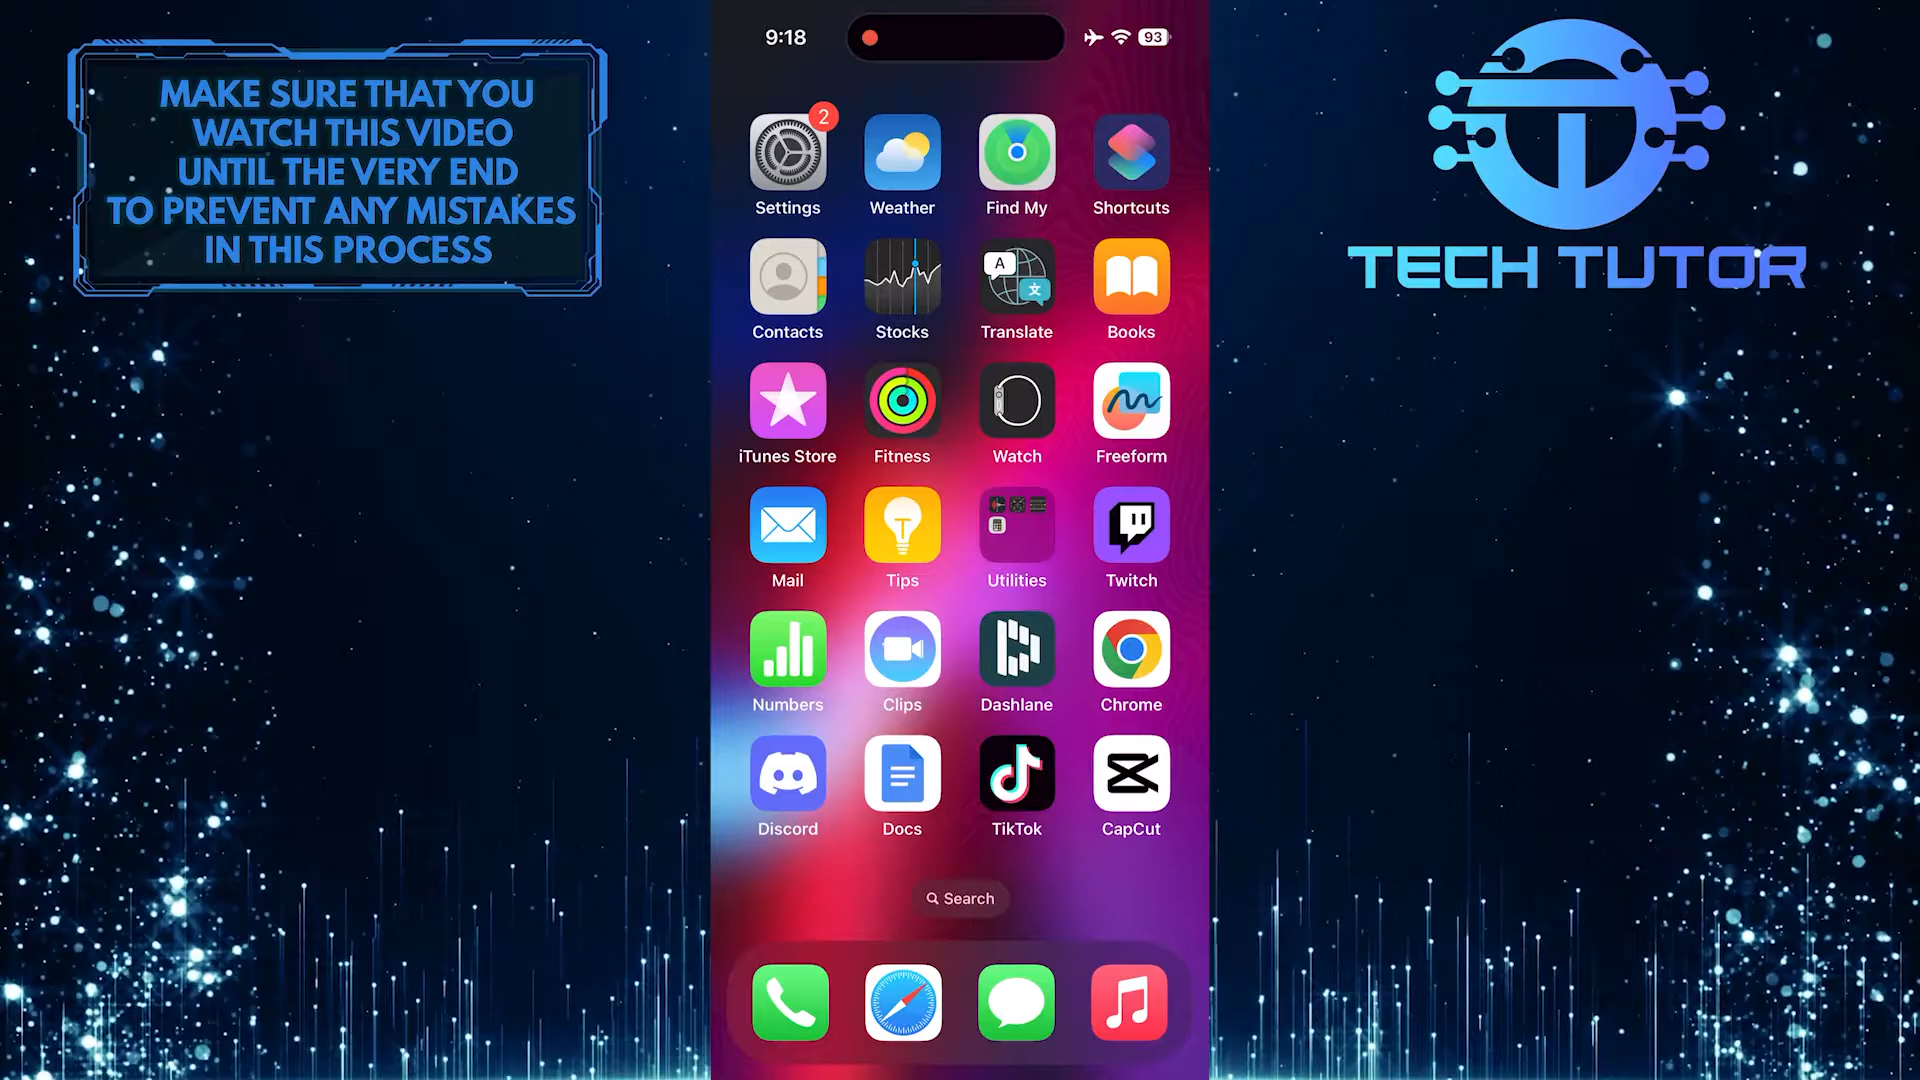 MAKE SURE THAT YOU
WATCH THIS VIDEO
UNTIL THE VERY END
TO PREVENT ANY MISTAKES
IN THIS PROCESS
9:18
93
2
Settings
Weather
Find My
Shortcuts
A
文
Contacts
Stocks
Translate
Books
iTunes Store
Fitness
Watch
Freeform
Mail
Tips
Utilities
Twitch
Numbers
Clips
Dashlane
Chrome
Discord
Docs
TikTok
CapCut
Search
TECH TUTOR